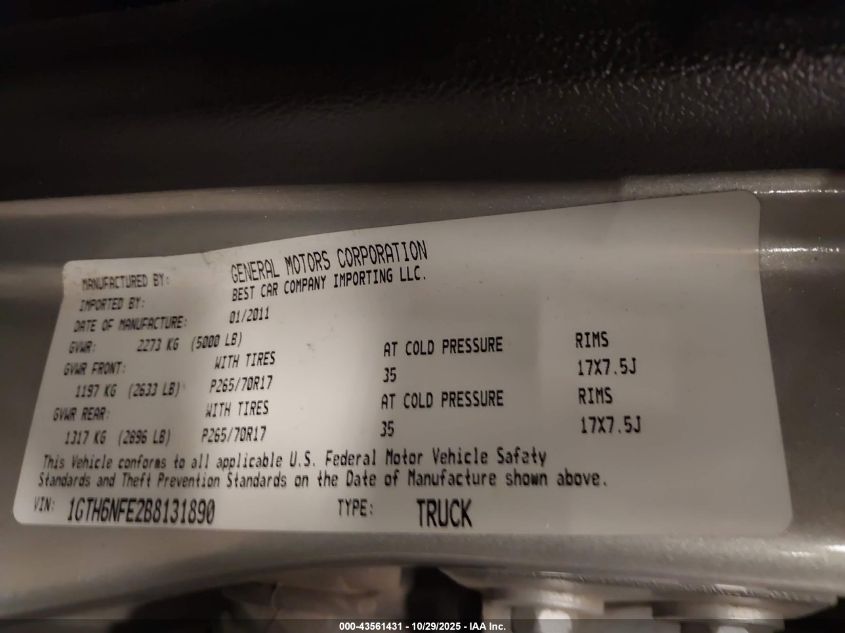 MANUFACTURED BY: GENERAL MOTORS CORPORATION
IMPORTED BY: BEST CAR COMPANY IMPORTING LLC.
DATE OF MANUFACTURE: 01/2011
GVWR: 2273 KG (5000 LB)
GVWR FRONT: WITH TIRES AT COLD PRESSURE RIMS
1197 KG (2633 LB) P265/70R17 35 17X7.5J
GVWR REAR: WITH TIRES AT COLD PRESSURE RIMS
1317 KG (2896 LB) P265/70R17 35 17X7.5J
This Vehicle conforms to all applicable U.S. Federal Motor Vehicle Safety
Standards and Theft Prevention Standards on the Date of Manufacture shown above.
VIN: 1GTH6NFE2B8131890 TYPE: TRUCK
000-43561431 - 10/29/2025 - IAA Inc.